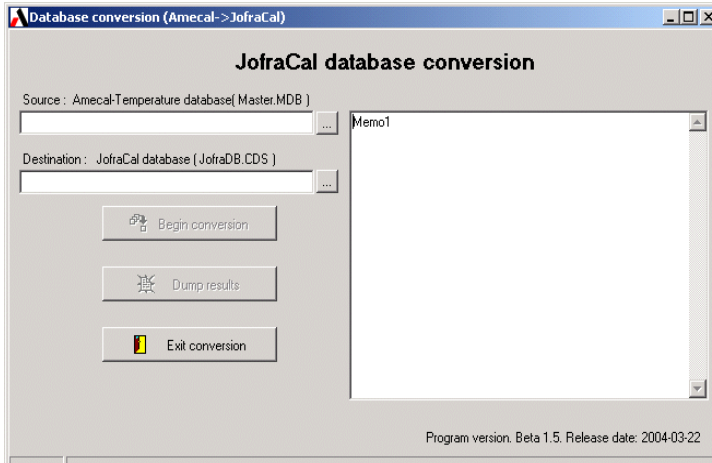 Database conversion (Amecal->JofraCal)
JofraCal database conversion
Source : Amecal-Temperature database( Master.MDB )
...
Destination : JofraCal database ( JofraDB.CDS )
...
Begin conversion
Dump results
Exit conversion
Memo1
Program version. Beta 1.5. Release date: 2004-03-22